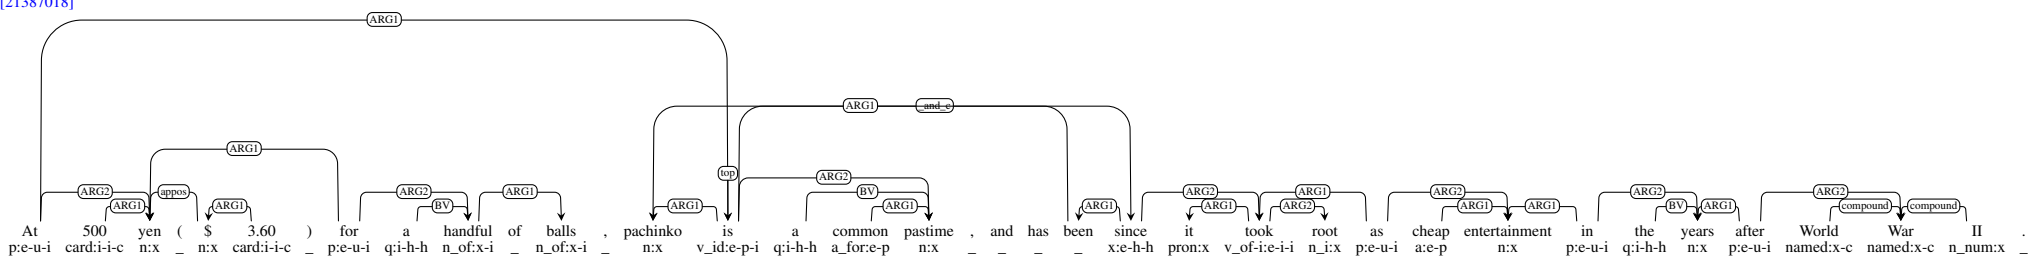 [21387018]
ARG1
ARG1 _and_c
ARG1
top
ARG2
ARG2 appos ARG2 ARG1 BV ARG2 ARG1 ARG2 ARG2 ARG2
ARG1 ARG1 BV ARG1 ARG1 ARG1 ARG1 ARG2 ARG1 ARG1 BV ARG1 compound compound
At 500 yen ( $ 3.60 ) for a handful of balls , pachinko is a common pastime , and has been since it took root as cheap entertainment in the years after World War II .
p:e-u-i card:i-i-c n:x _ n:x card:i-i-c _ p:e-u-i q:i-h-h n_of:x-i _ n_of:x-i _ n:x v_id:e-p-i q:i-h-h a_for:e-p n:x _ _ _ _ x:e-h-h pron:x v_of-i:e-i-i n_i:x p:e-u-i a:e-p n:x p:e-u-i q:i-h-h n:x p:e-u-i named:x-c named:x-c n_num:x _